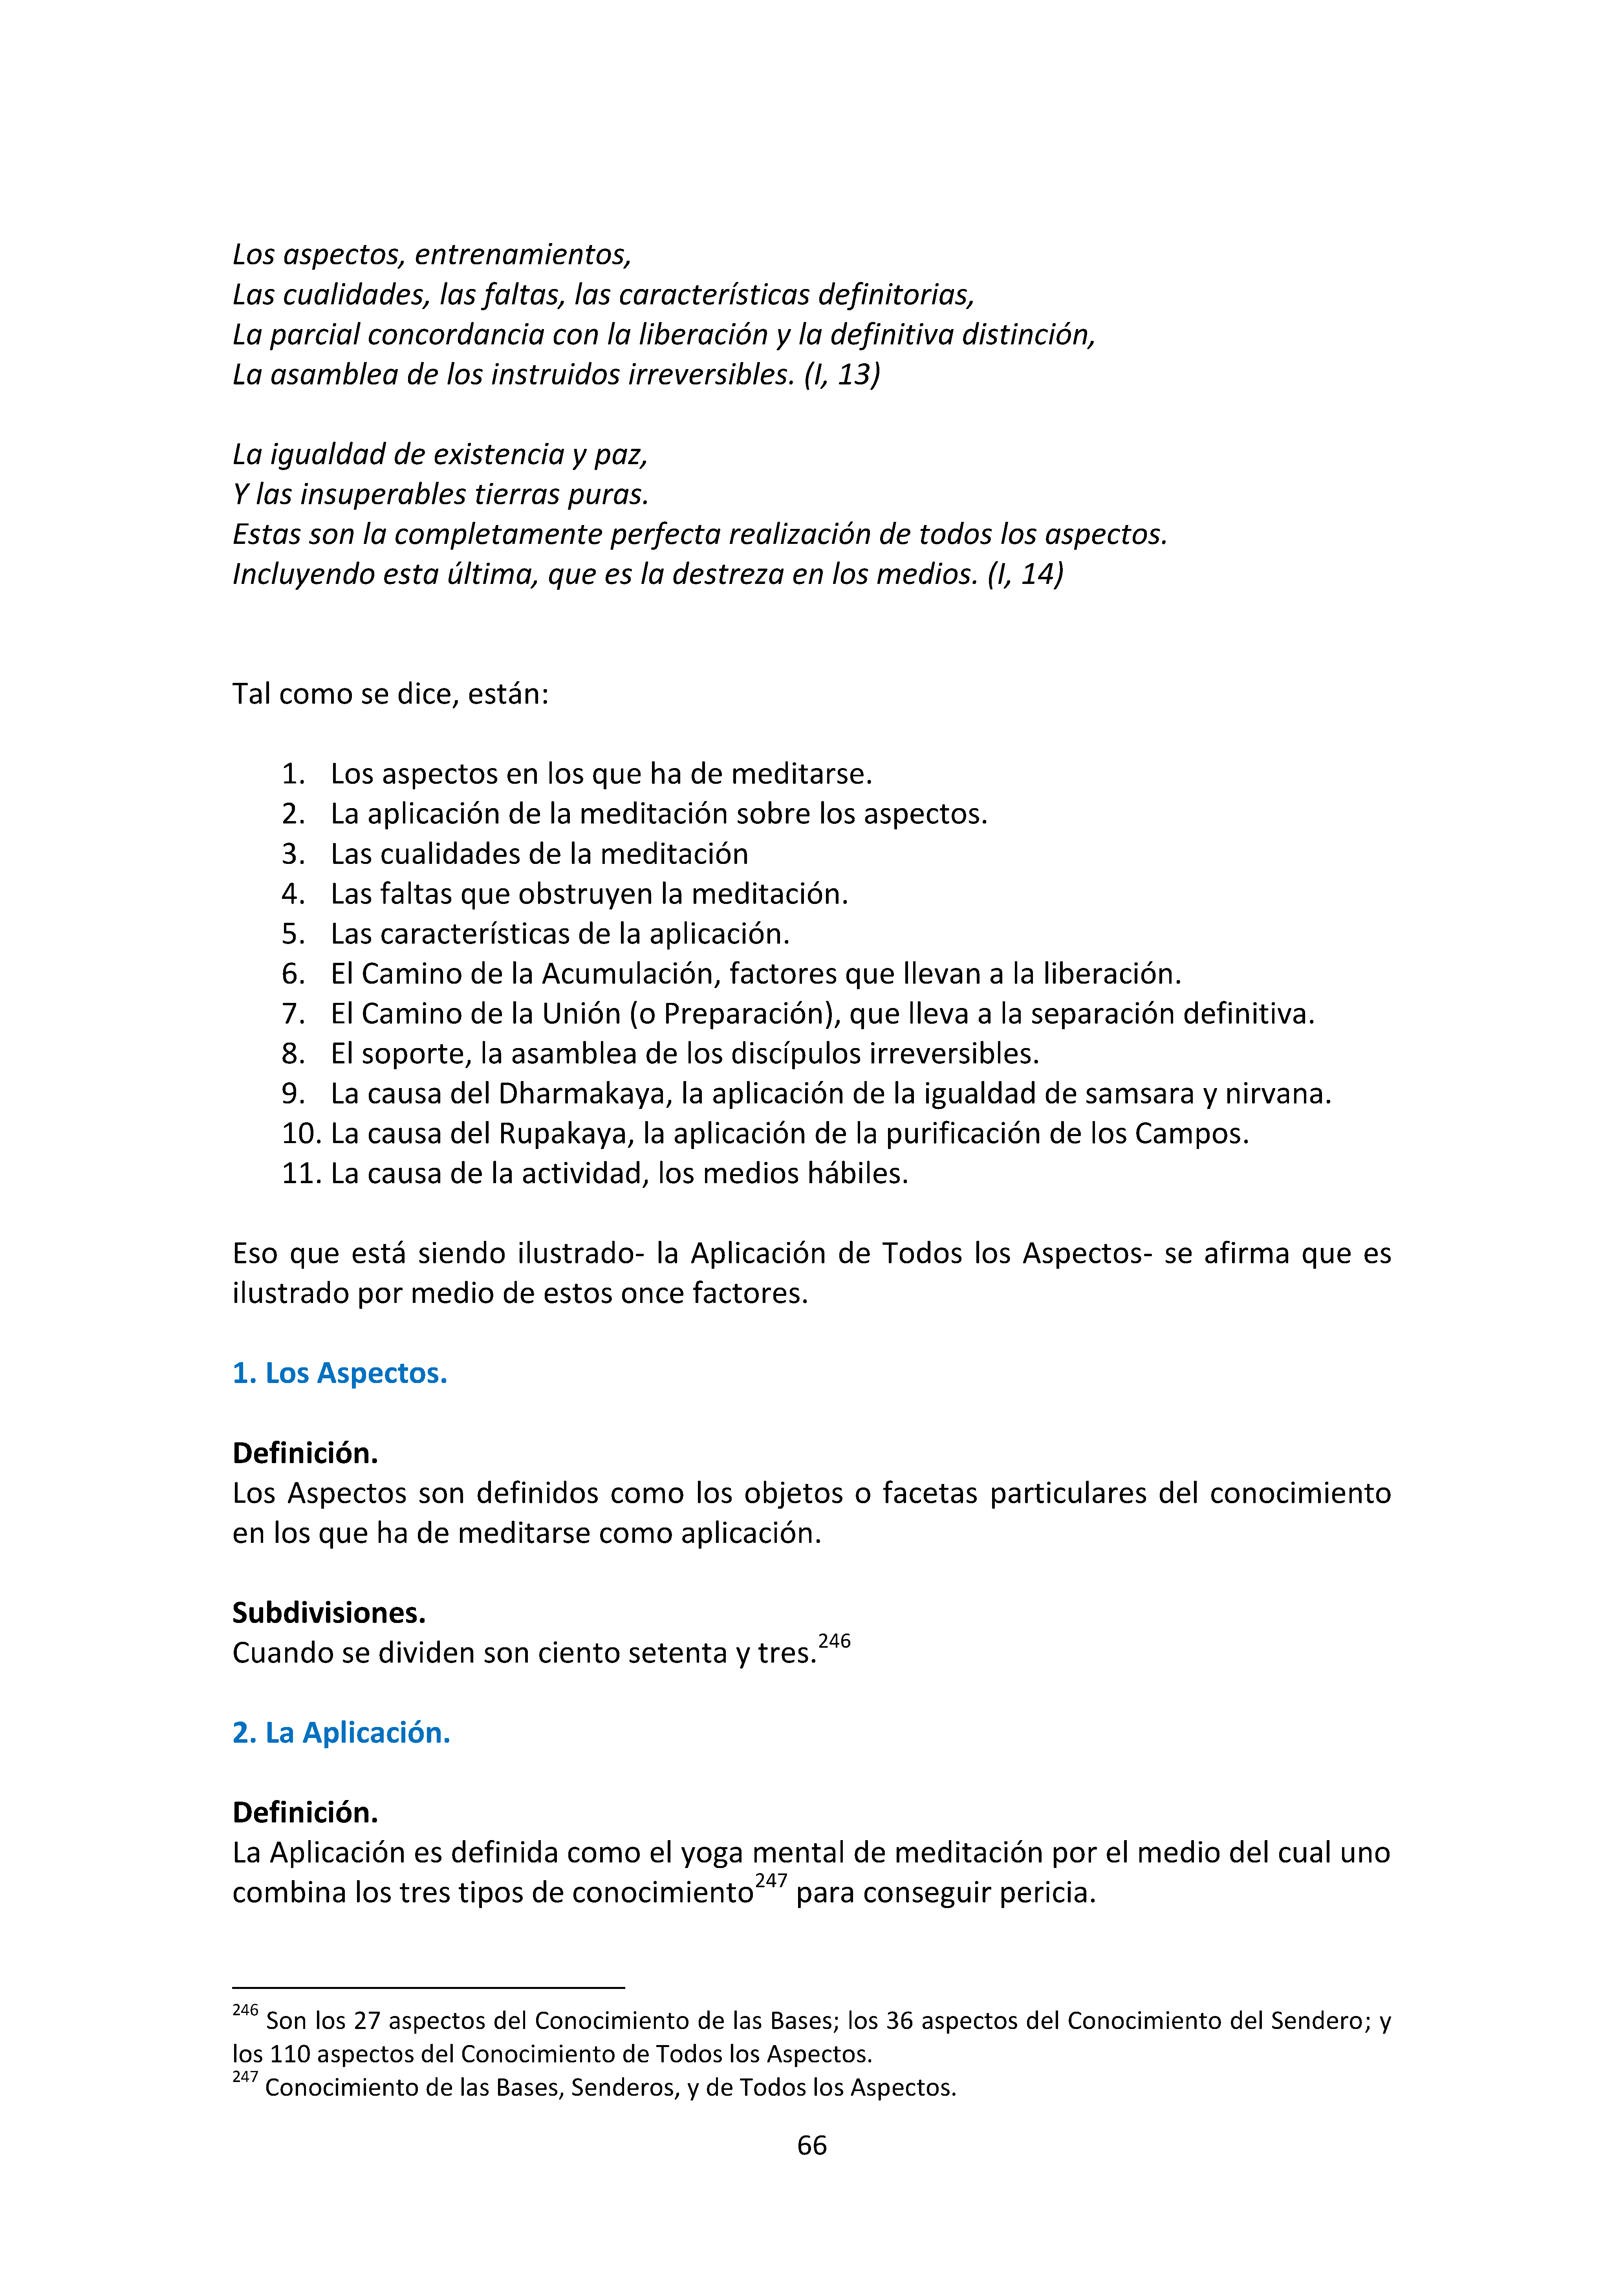 Los aspectos, entrenamientos,
Las cualidades, las faltas, las características definitorias,
La parcial concordancia con la liberación y la definitiva distinción,
La asamblea de los instruidos irreversibles. (I, 13)
La igualdad de existencia y paz,
Y las insuperables tierras puras.
Estas son la completamente perfecta realización de todos los aspectos.
Incluyendo esta última, que es la destreza en los medios. (I, 14)
Tal como se dice, están:
1. Los aspectos en los que ha de meditarse.
2. La aplicación de la meditación sobre los aspectos.
3. Las cualidades de la meditación
4. Las faltas que obstruyen la meditación.
5. Las características de la aplicación.
6. El Camino de la Acumulación, factores que llevan a la liberación.
7. El Camino de la Unión (o Preparación), que lleva a la separación definitiva.
8. El soporte, la asamblea de los discípulos irreversibles.
9. La causa del Dharmakaya, la aplicación de la igualdad de samsara y nirvana.
10. La causa del Rupakaya, la aplicación de la purificación de los Campos.
11. La causa de la actividad, los medios hábiles.
Eso que está siendo ilustrado- la Aplicación de Todos los Aspectos- se afirma que es
ilustrado por medio de estos once factores.
1. Los Aspectos.
Definición.
Los Aspectos son definidos como los objetos o facetas particulares del conocimiento
en los que ha de meditarse como aplicación.
Subdivisiones.
Cuando se dividen son ciento setenta y tres.246
2. La Aplicación.
Definición.
La Aplicación es definida como el yoga mental de meditación por el medio del cual uno
combina los tres tipos de conocimiento247 para conseguir pericia.
246 Son los 27 aspectos del Conocimiento de las Bases; los 36 aspectos del Conocimiento del Sendero; y
los 110 aspectos del Conocimiento de Todos los Aspectos.
247 Conocimiento de las Bases, Senderos, y de Todos los Aspectos.
66